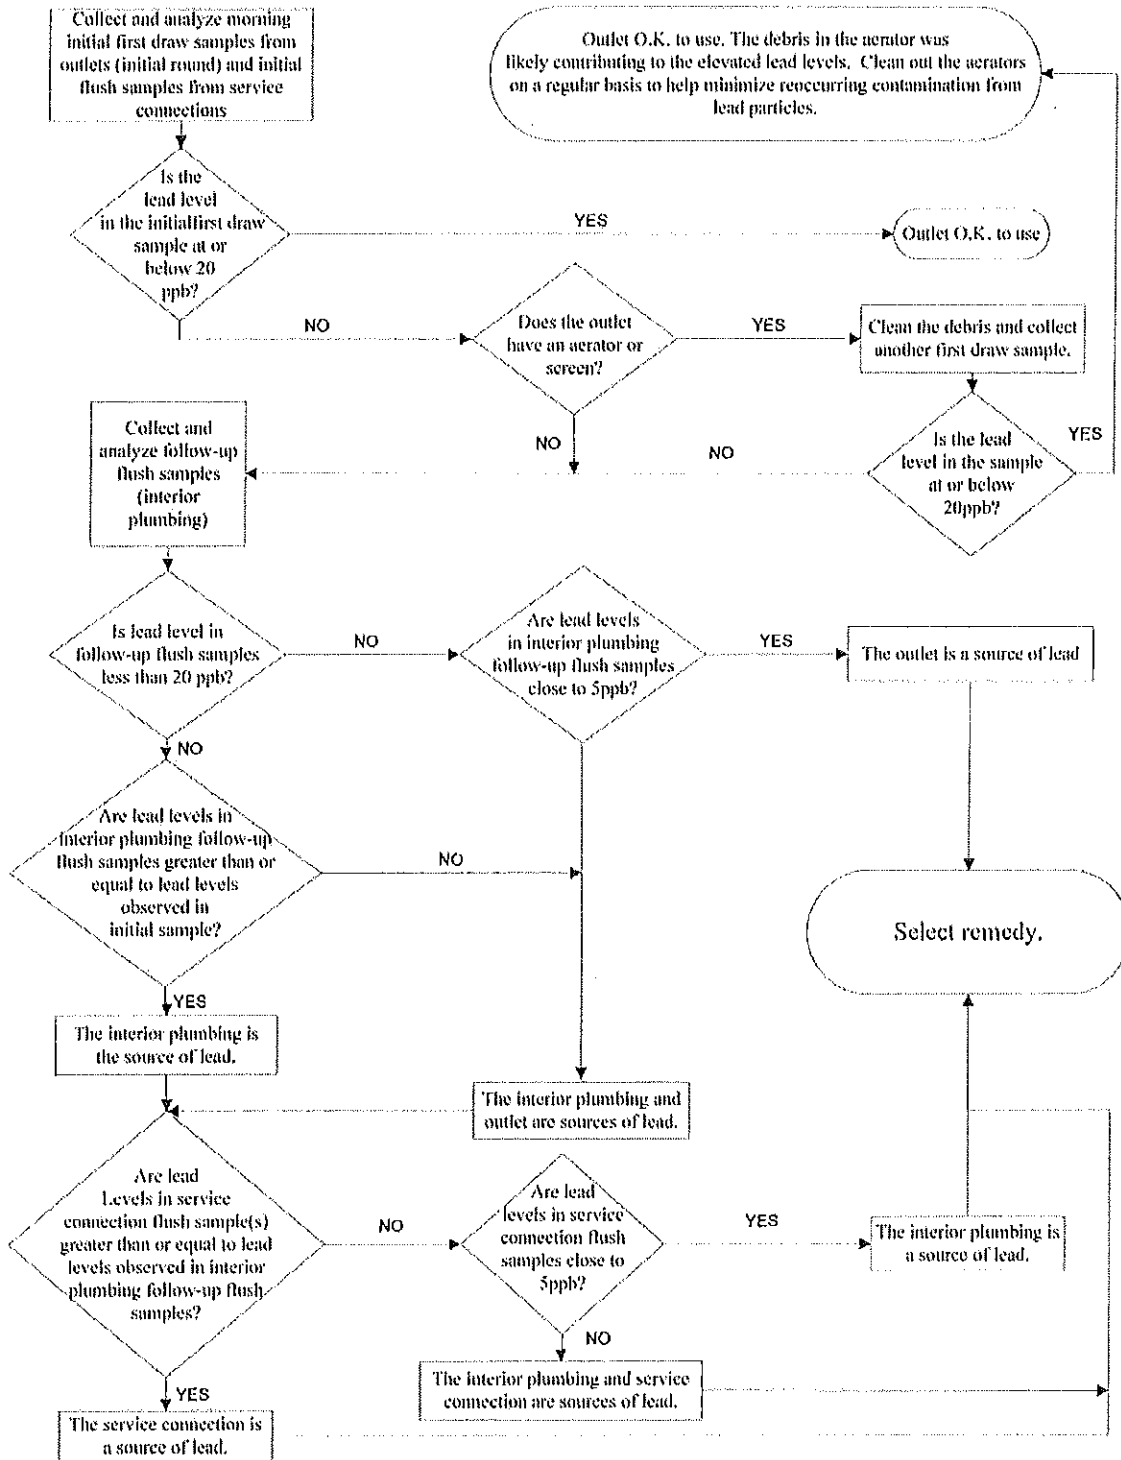 Collect and analyze morning
initial first draw samples from
outlets (initial round) and initial
flush samples from service
connections
Outlet O.K. to use. The debris in the aerator was
likely contributing to the elevated lead levels. Clean out the aerators
on a regular basis to help minimize reoccurring contamination from
lead particles.
Is the
lead level
in the initialfirst draw
sample at or
below 20
ppb?
YES
Outlet O.K. to use
NO
Does the outlet
have an aerator or
screen?
YES
Clean the debris and collect
another first draw sample.
NO
Is the lead
level in the sample
at or below
20ppb?
YES
NO
Collect and
analyze follow-up
flush samples
(interior
plumbing)
Is lead level in
follow-up flush samples
less than 20 ppb?
NO
Are lead levels
in interior plumbing
follow-up flush samples
close to 5ppb?
YES
The outlet is a source of lead
NO
Are lead levels in
interior plumbing follow-up
flush samples greater than or
equal to lead levels
observed in
initial sample?
NO
Select remedy.
YES
The interior plumbing is
the source of lead.
The interior plumbing and
outlet are sources of lead.
Are lead
Levels in service
connection flush sample(s)
greater than or equal to lead
levels observed in interior
plumbing follow-up flush
samples?
NO
Are lead
levels in service
connection flush
samples close to
5ppb?
YES
The interior plumbing is
a source of lead.
NO
The interior plumbing and service
connection are sources of lead.
YES
The service connection is
a source of lead.